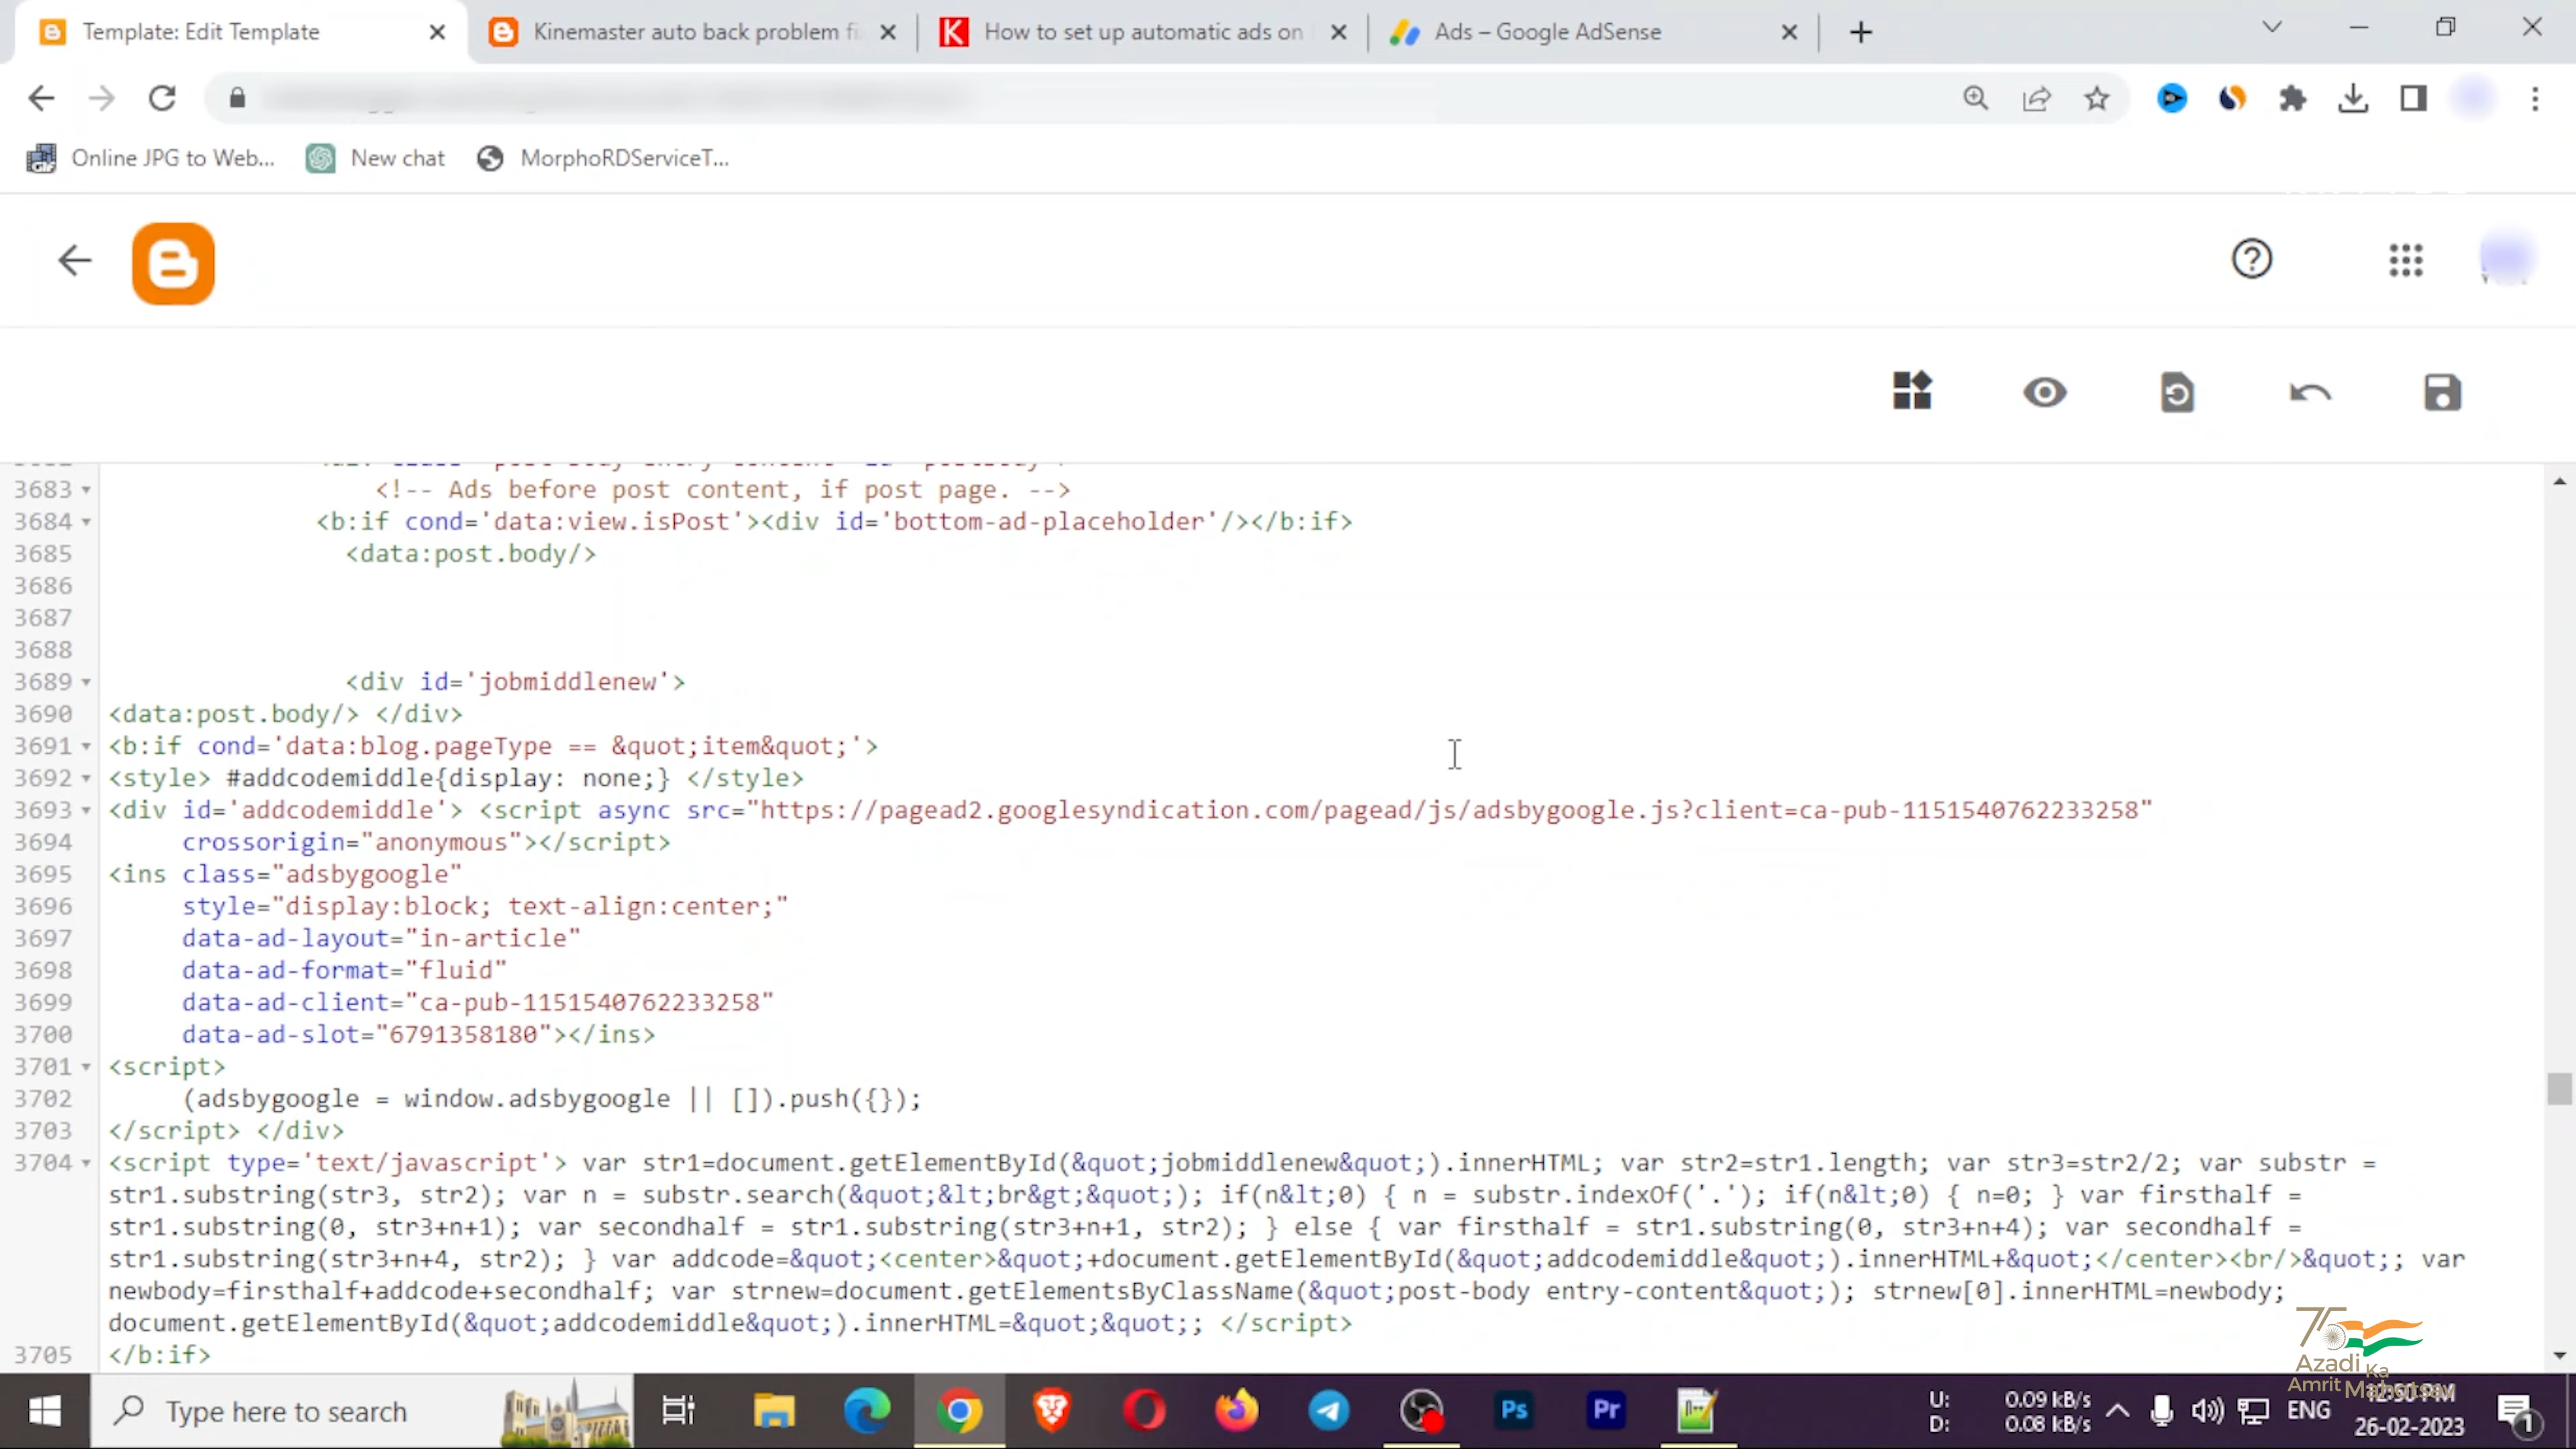 Template: Edit Template
Kinemaster auto back problem fi
How to set up automatic ads on
Ads – Google AdSense
Online JPG to Web...
New chat
MorphoRDServiceT...
3683 <!-- Ads before post content, if post page. -->
3684 <b:if cond='data:view.isPost'><div id='bottom-ad-placeholder'/></b:if>
3685 <data:post.body/>
3686
3687
3688
3689 <div id='jobmiddlenew'>
3690 <data:post.body/> </div>
3691 <b:if cond='data:blog.pageType == &quot;item&quot;'>
3692 <style> #addcodemiddle{display: none;} </style>
3693 <div id='addcodemiddle'> <script async src="https://pagead2.googlesyndication.com/pagead/js/adsbygoogle.js?client=ca-pub-1151540762233258"
3694 crossorigin="anonymous"></script>
3695 <ins class="adsbygoogle"
3696 style="display:block; text-align:center;"
3697 data-ad-layout="in-article"
3698 data-ad-format="fluid"
3699 data-ad-client="ca-pub-1151540762233258"
3700 data-ad-slot="6791358180"></ins>
3701 <script>
3702 (adsbygoogle = window.adsbygoogle || []).push({});
3703 </script> </div>
3704 <script type='text/javascript'> var str1=document.getElementById(&quot;jobmiddlenew&quot;).innerHTML; var str2=str1.length; var str3=str2/2; var substr =
str1.substring(str3, str2); var n = substr.search(&quot;&lt;br&gt;&quot;); if(n&lt;0) { n = substr.indexOf('.'); if(n&lt;0) { n=0; } var firsthalf =
str1.substring(0, str3+n+1); var secondhalf = str1.substring(str3+n+1, str2); } else { var firsthalf = str1.substring(0, str3+n+4); var secondhalf =
str1.substring(str3+n+4, str2); } var addcode=&quot;<center>&quot;+document.getElementById(&quot;addcodemiddle&quot;).innerHTML+&quot;</center><br/>&quot;; var
newbody=firsthalf+addcode+secondhalf; var strnew=document.getElementsByClassName(&quot;post-body entry-content&quot;); strnew[0].innerHTML=newbody;
document.getElementById(&quot;addcodemiddle&quot;).innerHTML=&quot;&quot;; </script>
3705 </b:if>
75
Azadi Ka
Amrit Mahotsav
Type here to search
Ps
Pr
U: 0.09 kB/s
D: 0.08 kB/s
ENG
26-02-2023
1